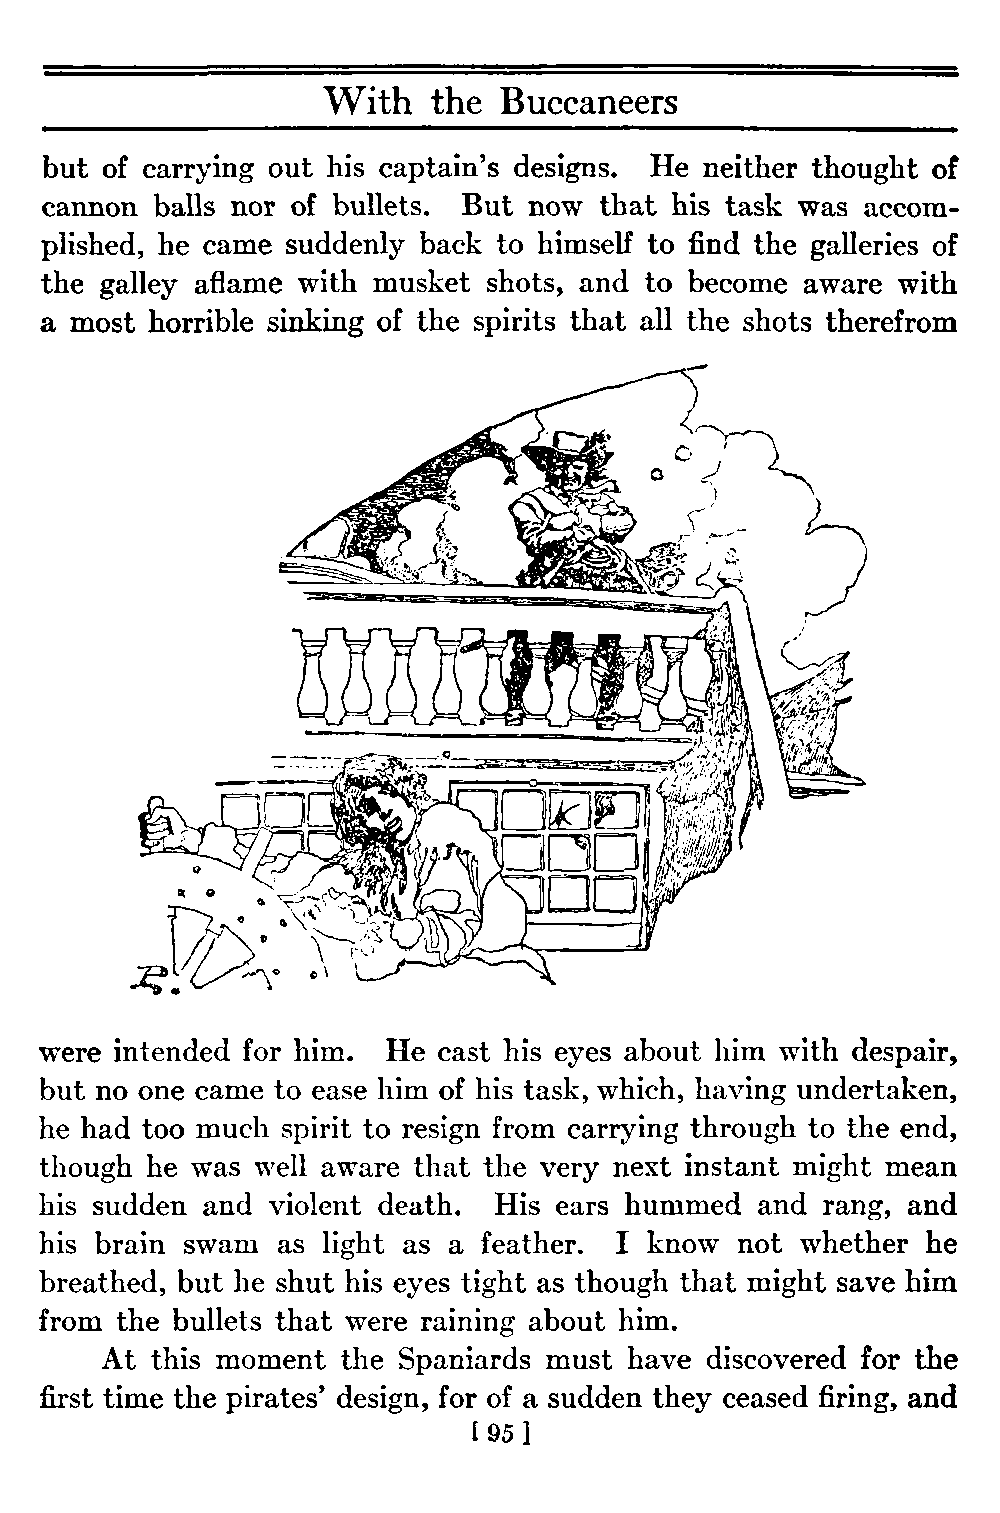 With the Buccaneers
but of carrying out his captain's designs. He neither thought of
cannon balls nor of bullets. But now that his task was accom-
plished, he came suddenly back to himself to find the galleries of
the galley aflame with musket shots, and to become aware with
a most horrible sinking of the spirits that all the shots therefrom
were intended for him. He cast his eyes about him with despair,
but no one came to ease him of his task, which, having undertaken,
he had too much spirit to resign from carrying through to the end,
though he was well aware that the very next instant might mean
his sudden and violent death. His ears hummed and rang, and
his brain swam as light as a feather. I know not whether he
breathed, but he shut his eyes tight as though that might save him
from the bullets that were raining about him.
At this moment the Spaniards must have discovered for the
first time the pirates' design, for of a sudden they ceased firing, and
[ 95 ]